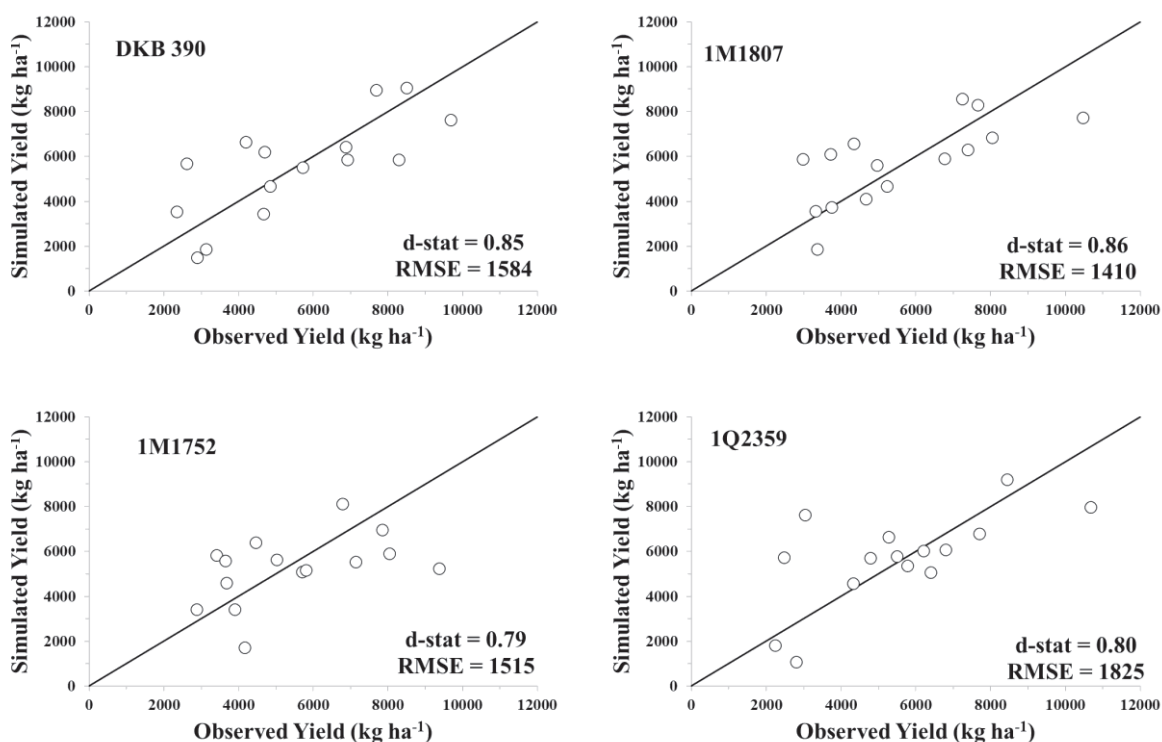 12000
10000
8000
6000
4000
2000
0
Simulated Yield (kg ha⁻¹)
DKB 390
d-stat = 0.85
RMSE = 1584
0 2000 4000 6000 8000 10000 12000
Observed Yield (kg ha⁻¹)
12000
10000
8000
6000
4000
2000
0
Simulated Yield (kg ha⁻¹)
1M1807
d-stat = 0.86
RMSE = 1410
0 2000 4000 6000 8000 10000 12000
Observed Yield (kg ha⁻¹)
12000
10000
8000
6000
4000
2000
0
Simulated Yield (kg ha⁻¹)
1M1752
d-stat = 0.79
RMSE = 1515
0 2000 4000 6000 8000 10000 12000
Observed Yield (kg ha⁻¹)
12000
10000
8000
6000
4000
2000
0
Simulated Yield (kg ha⁻¹)
1Q2359
d-stat = 0.80
RMSE = 1825
0 2000 4000 6000 8000 10000 12000
Observed Yield (kg ha⁻¹)